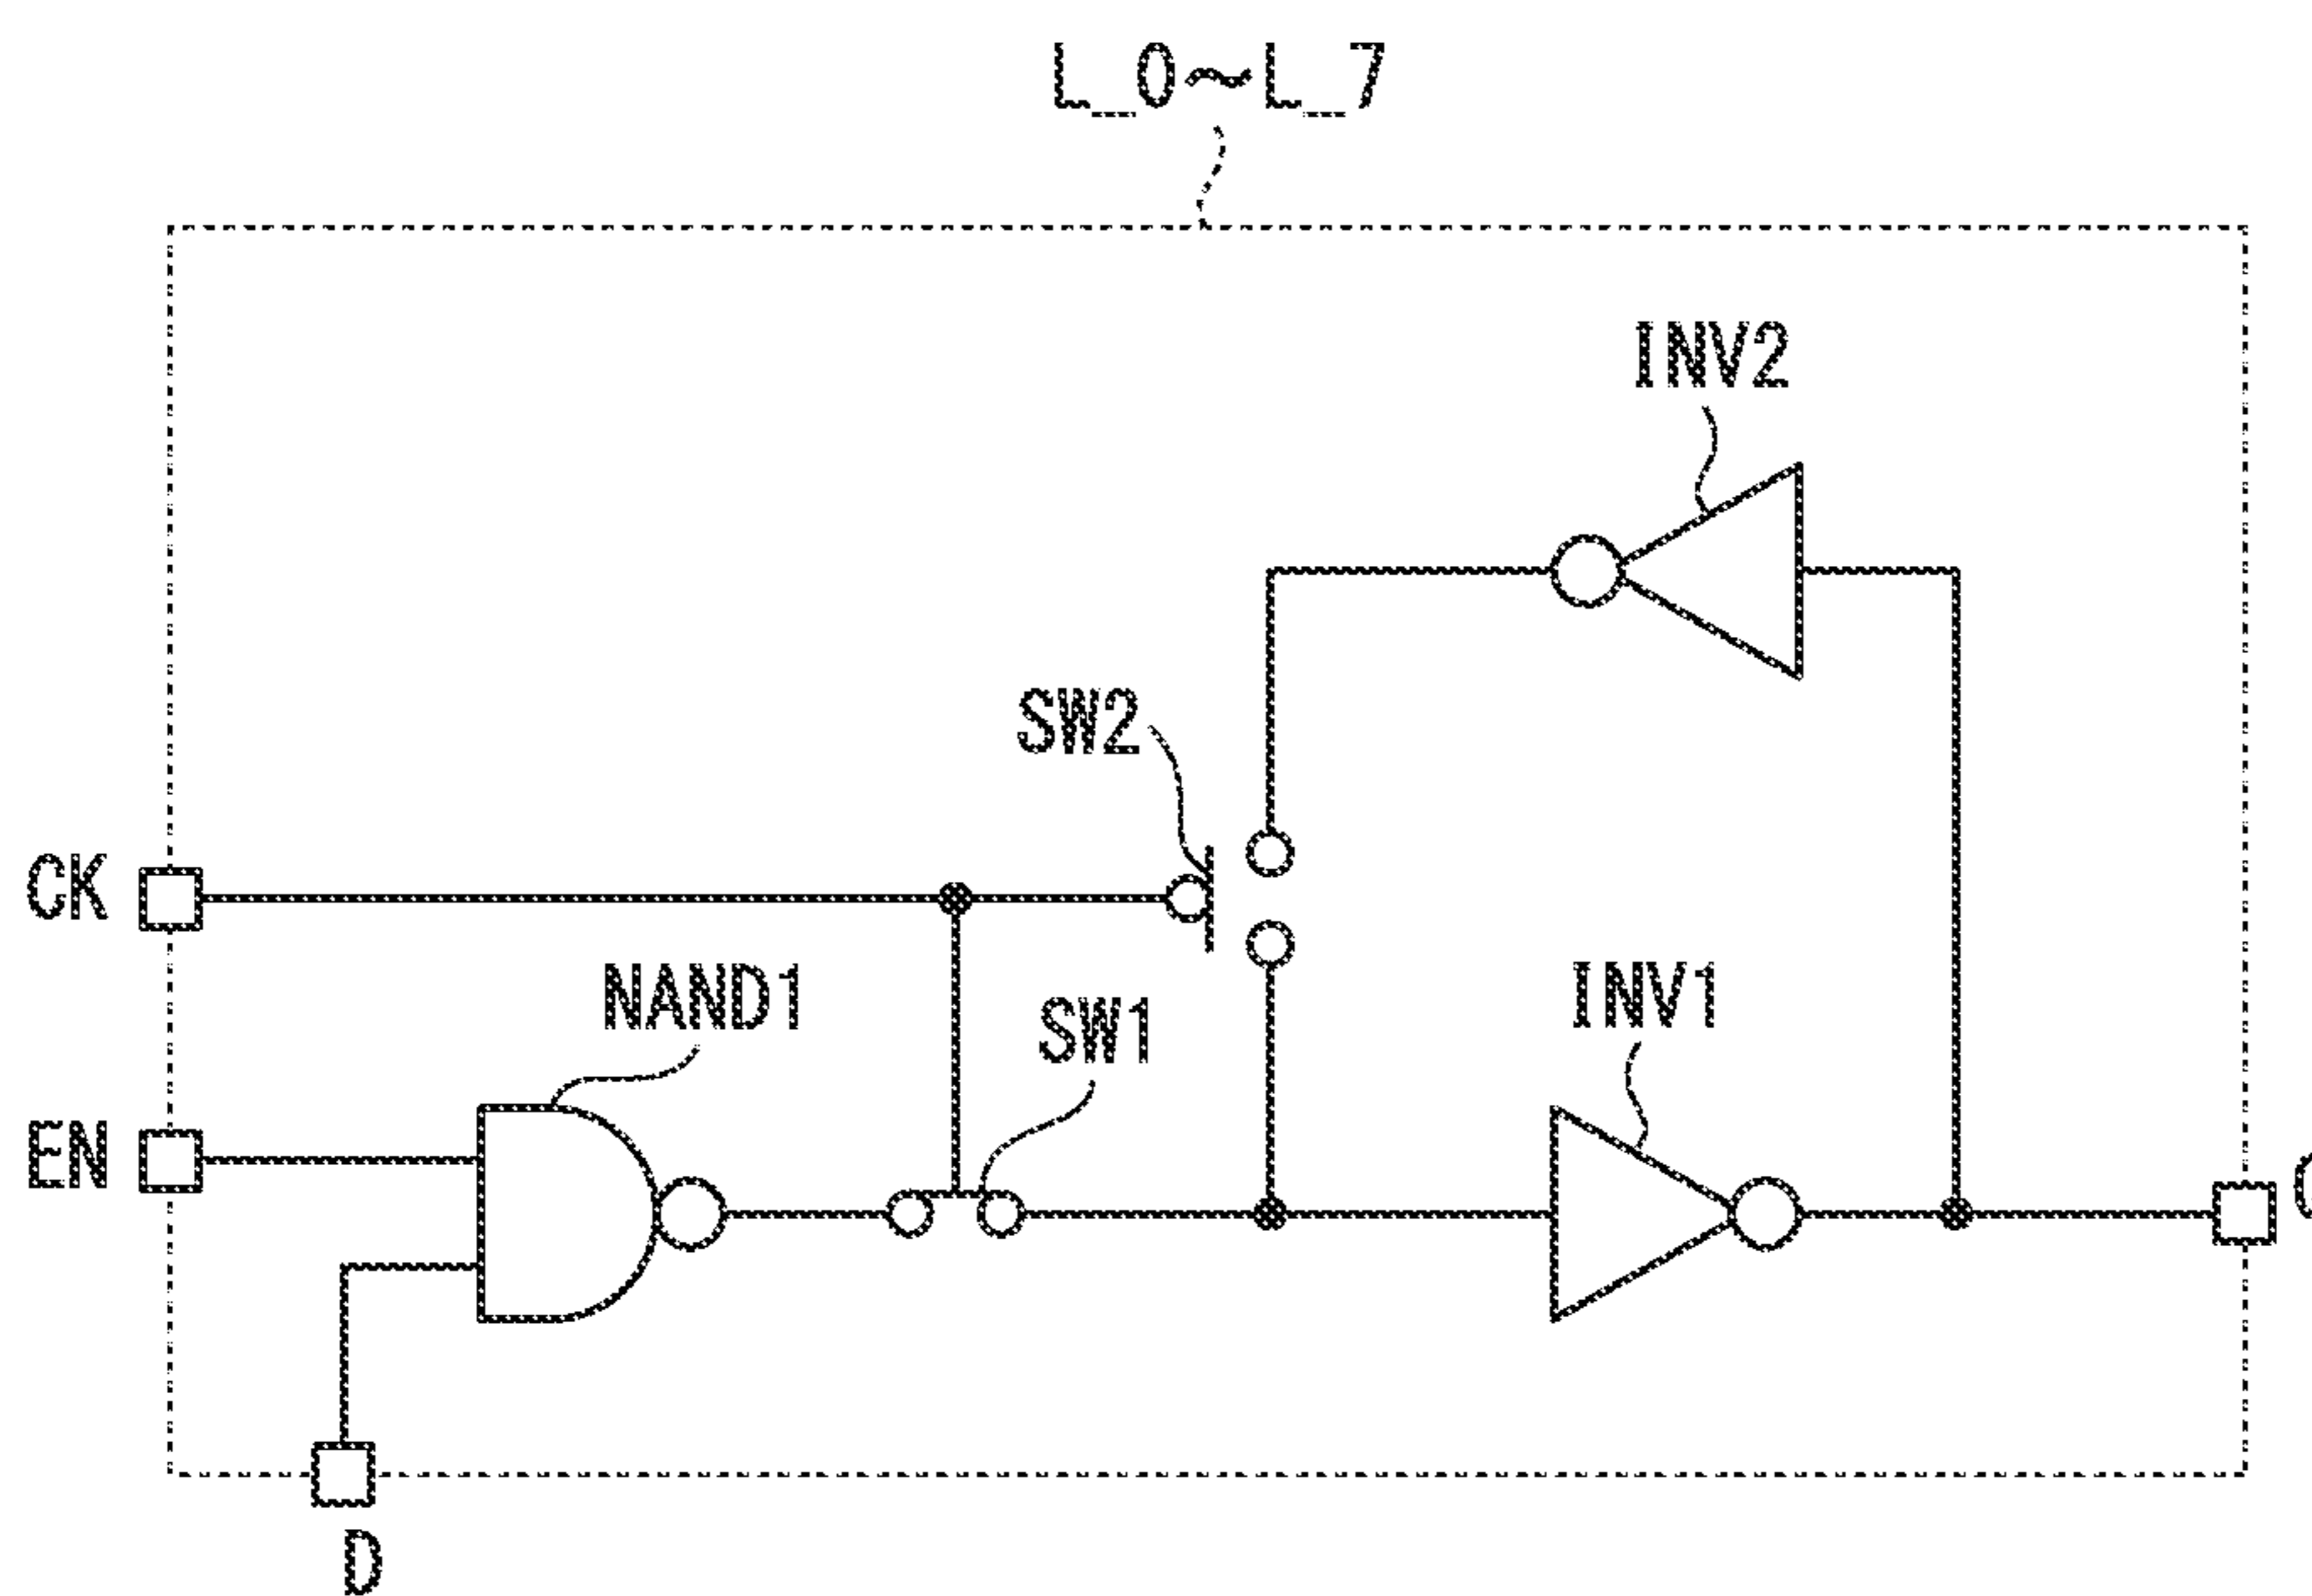 L_0~L_7
INV2
SW2
CK
NAND1
SW1
INV1
EN
D